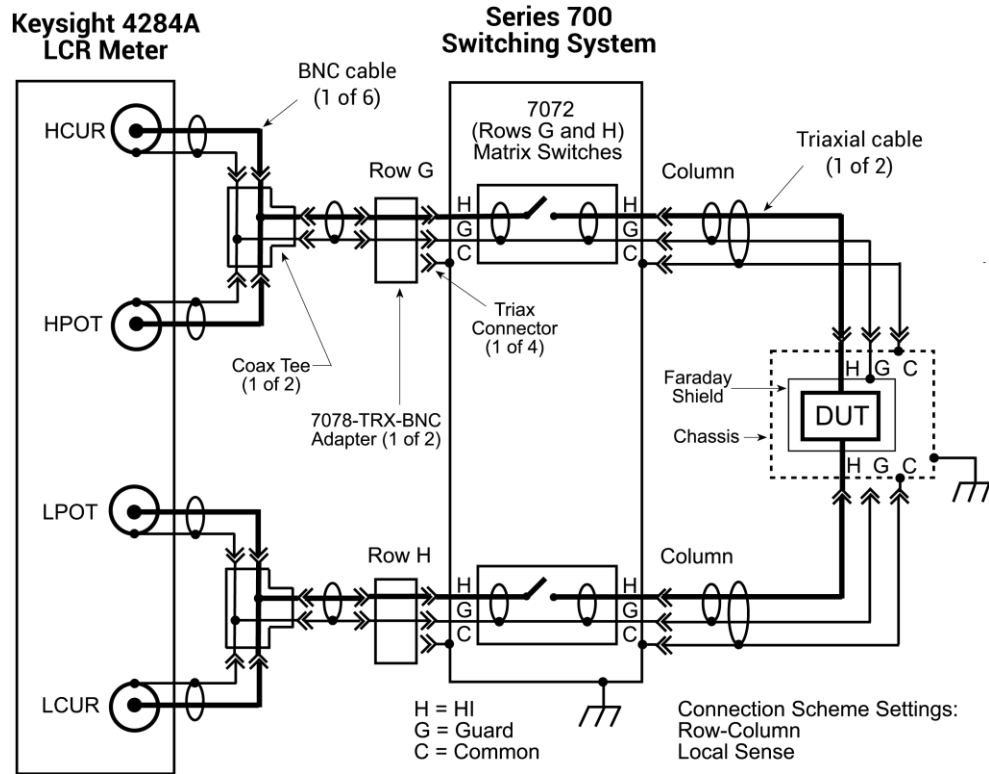 Keysight 4284A
LCR Meter
Series 700
Switching System
BNC cable
(1 of 6)
HCUR
7072
(Rows G and H)
Matrix Switches
Triaxial cable
(1 of 2)
Row G
Column
H
G
C
H
G
C
HPOT
Triax
Connector
(1 of 4)
Coax Tee
(1 of 2)
7078-TRX-BNC
Adapter (1 of 2)
H G C
Faraday
Shield
DUT
Chassis
H G C
LPOT
Row H
Column
H
G
C
H
G
C
LCUR
H = HI
G = Guard
C = Common
Connection Scheme Settings:
Row-Column
Local Sense